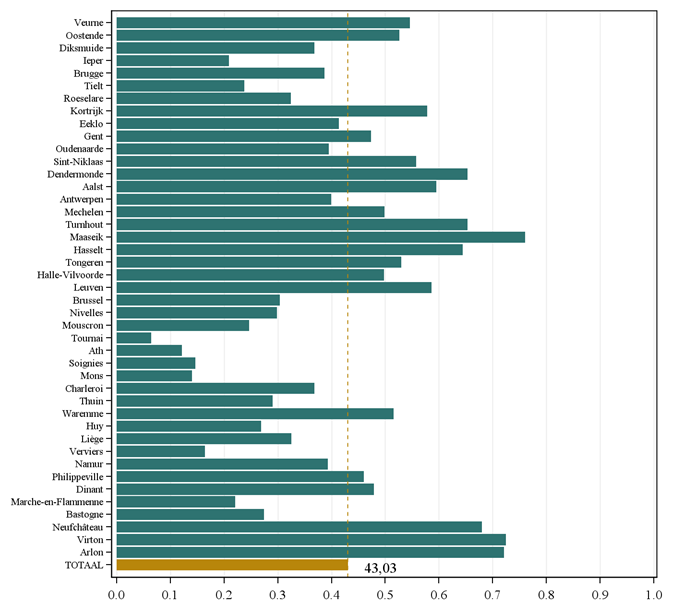 Veurne
Oostende
Diksmuide
Ieper
Brugge
Tielt
Roeselare
Kortrijk
Eeklo
Gent
Oudenaarde
Sint-Niklaas
Dendermonde
Aalst
Antwerpen
Mechelen
Turnhout
Maaseik
Hasselt
Tongeren
Halle-Vilvoorde
Leuven
Brussel
Nivelles
Mouscron
Tournai
Ath
Soignies
Mons
Charleroi
Thuin
Waremme
Huy
Liège
Verviers
Namur
Philippeville
Dinant
Marche-en-Flammenne
Bastogne
Neufchâteau
Virton
Arlon
TOTAAL 43,03
0.0 0.1 0.2 0.3 0.4 0.5 0.6 0.7 0.8 0.9 1.0